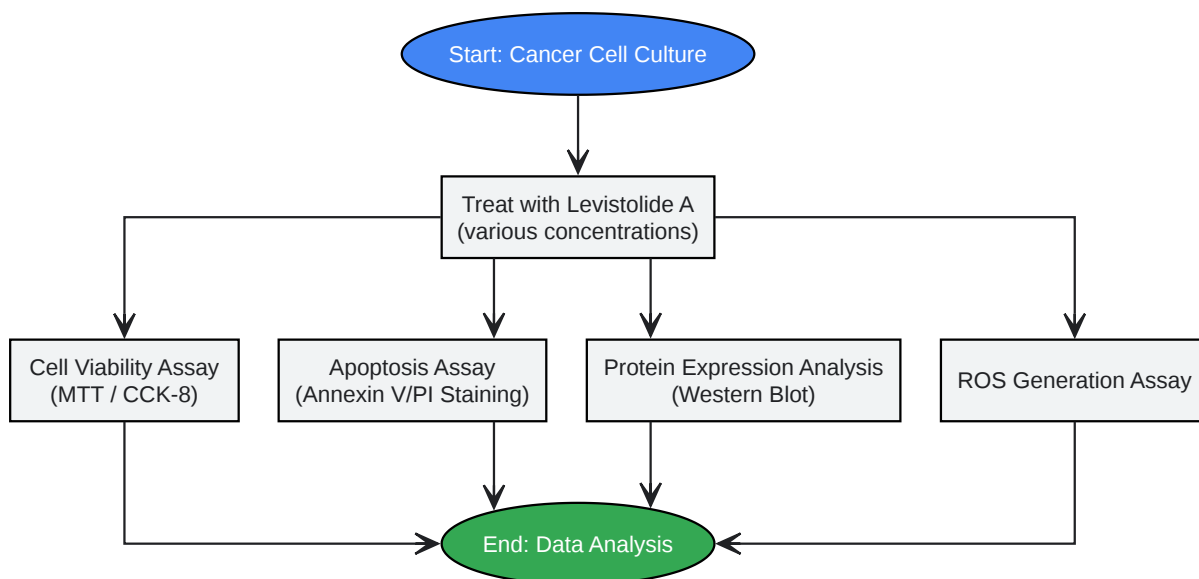 Start: Cancer Cell Culture
Treat with Levistolide A
(various concentrations)
Cell Viability Assay
(MTT / CCK-8)
Apoptosis Assay
(Annexin V/PI Staining)
Protein Expression Analysis
(Western Blot)
ROS Generation Assay
End: Data Analysis